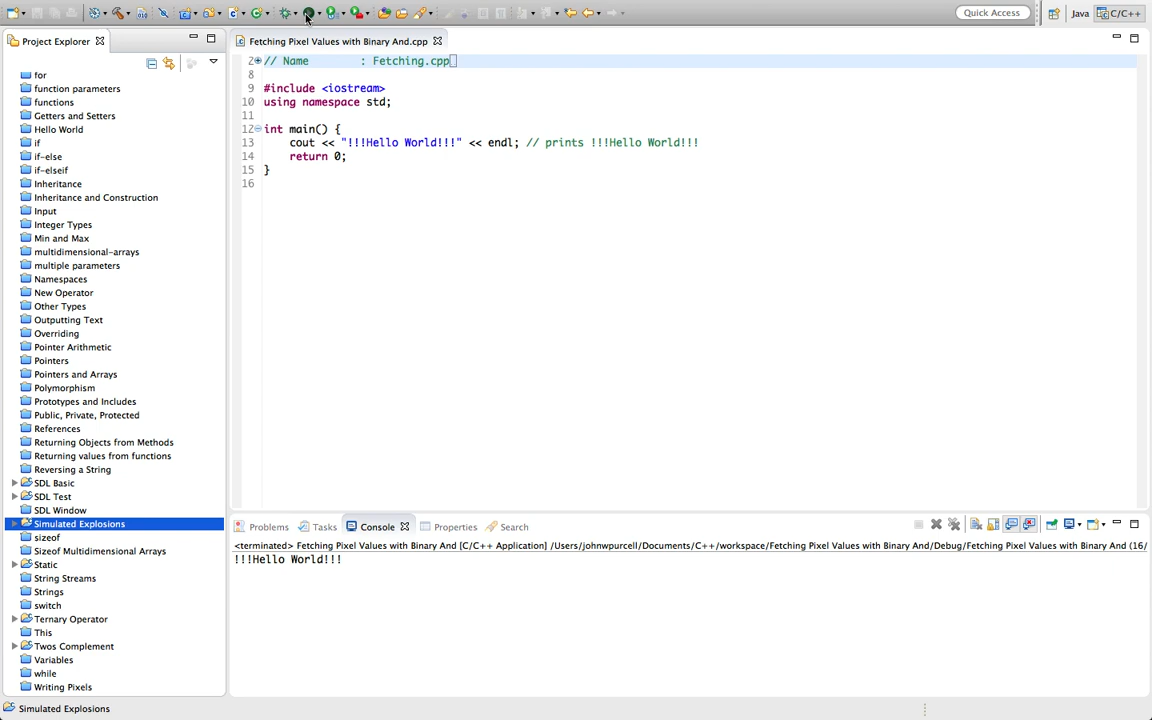 Quick Access
Java
C/C++
Project Explorer
Fetching Pixel Values with Binary And.cpp
for
function parameters
functions
Getters and Setters
Hello World
if
if-else
if-elseif
Inheritance
Inheritance and Construction
Input
Integer Types
Min and Max
multidimensional-arrays
multiple parameters
Namespaces
New Operator
Other Types
Outputting Text
Overriding
Pointer Arithmetic
Pointers
Pointers and Arrays
Polymorphism
Prototypes and Includes
Public, Private, Protected
References
Returning Objects from Methods
Returning values from functions
Reversing a String
SDL Basic
SDL Test
SDL Window
Simulated Explosions
sizeof
Sizeof Multidimensional Arrays
Static
String Streams
Strings
switch
Ternary Operator
This
Twos Complement
Variables
while
Writing Pixels
2 // Name : Fetching.cpp
8
9 #include <iostream>
10 using namespace std;
11
12 int main() {
13 cout << "!!!Hello World!!!" << endl; // prints !!!Hello World!!!
14 return 0;
15 }
16
Problems Tasks Console Properties Search
<terminated> Fetching Pixel Values with Binary And [C/C++ Application] /Users/johnwpurcell/Documents/C++/workspace/Fetching Pixel Values with Binary And/Debug/Fetching Pixel Values with Binary And (16/
!!!Hello World!!!
Simulated Explosions